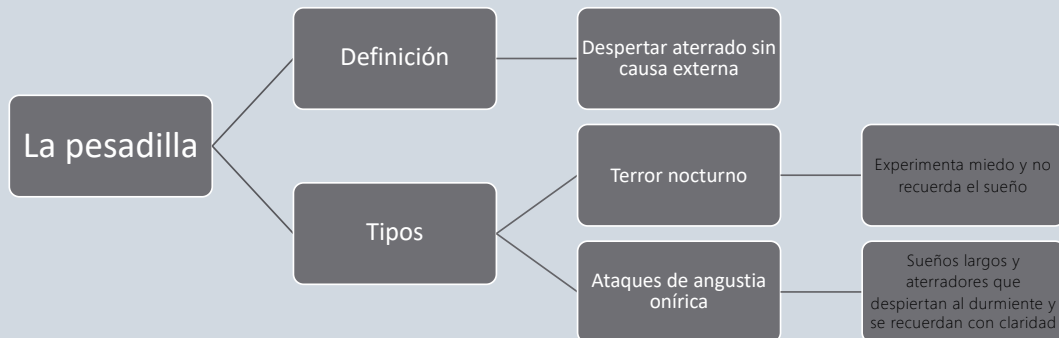 La pesadilla
Definición
Despertar aterrado sin
causa externa
Tipos
Terror nocturno
Experimenta miedo y no
recuerda el sueño
Ataques de angustia
onírica
Sueños largos y
aterradores que
despiertan al durmiente y
se recuerdan con claridad